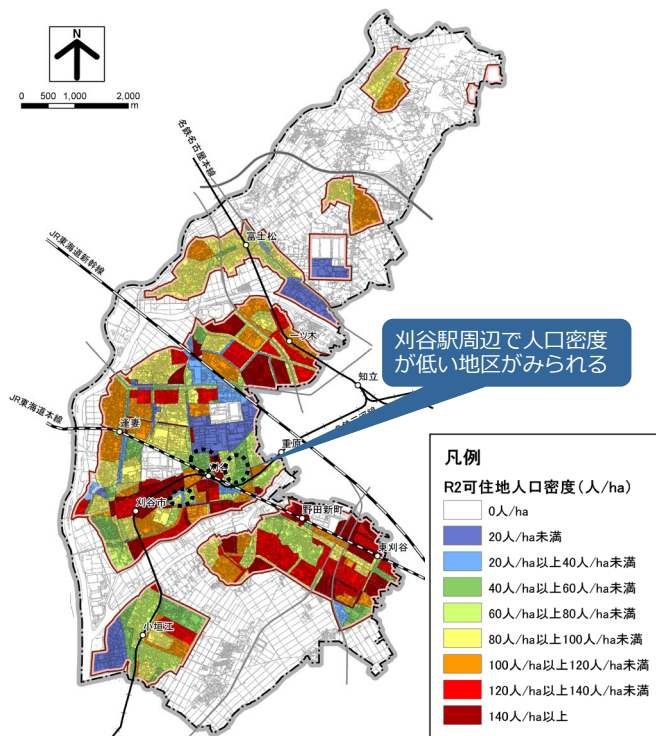 N
0 500 1,000 2,000
m
名鉄名古屋本線
JR東海道新幹線
富士松
一ツ木
刈谷駅周辺で人口密度
が低い地区がみられる
知立
JR東海道本線
逢妻
重原
刈谷市
野田新町
東刈谷
小垣江
凡例
R2可住地人口密度(人/ha)
0人/ha
20人/ha未満
20人/ha以上40人/ha未満
40人/ha以上60人/ha未満
60人/ha以上80人/ha未満
80人/ha以上100人/ha未満
100人/ha以上120人/ha未満
120人/ha以上140人/ha未満
140人/ha以上